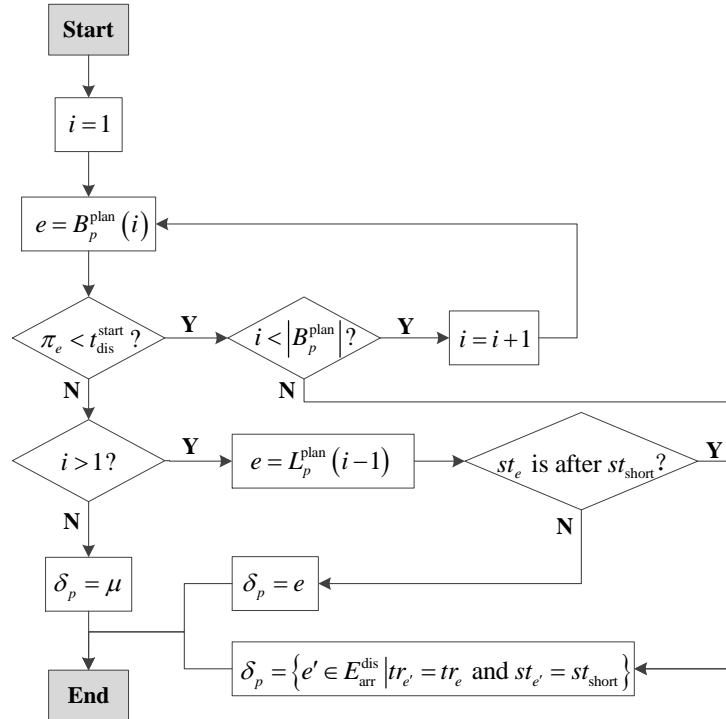 Start
i = 1
e = B_p^plan (i)
π_e < t_dis^start ?
Y
i < |B_p^plan| ?
Y
i = i+1
N
N
i > 1?
Y
e = L_p^plan (i−1)
st_e is after st_short ?
Y
N
N
δ_p = μ
δ_p = e
δ_p = {e′ ∈ E_arr^dis | tr_e′ = tr_e and st_e′ = st_short}
End